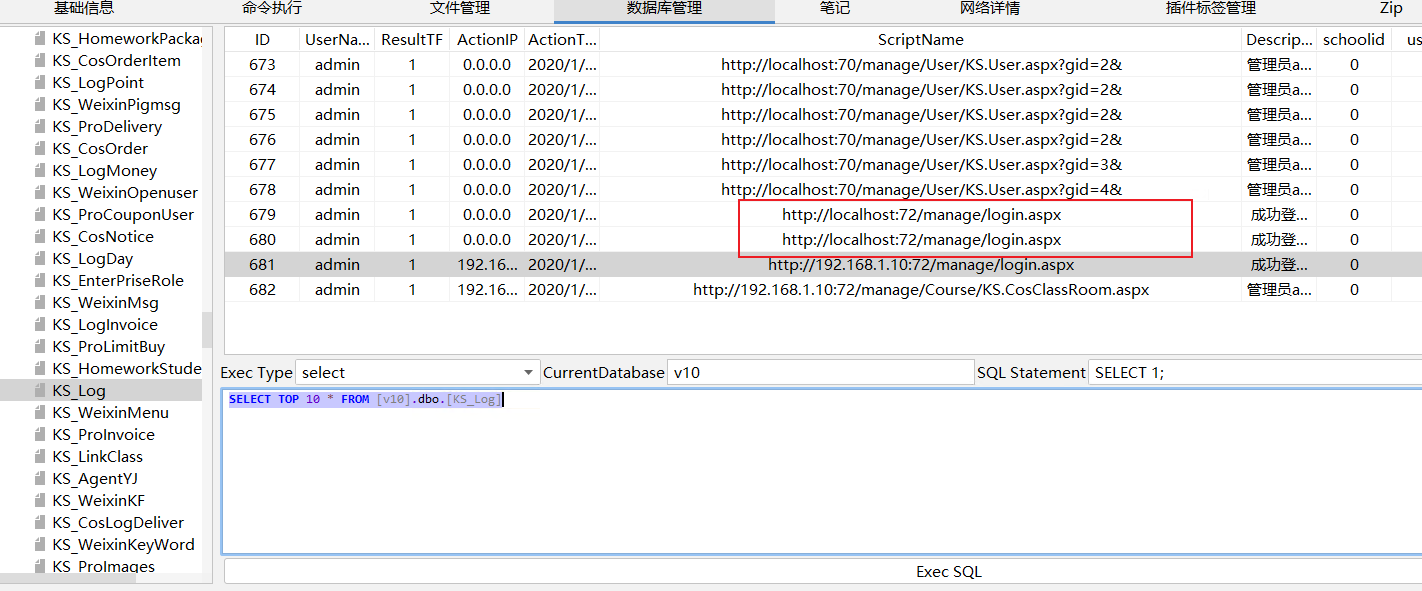 基础信息 命令执行 文件管理 数据库管理 笔记 网络详情 插件标签管理 Zip
KS_HomeworkPacka
KS_CosOrderItem
KS_LogPoint
KS_WeixinPigmsg
KS_ProDelivery
KS_CosOrder
KS_LogMoney
KS_WeixinOpenuser
KS_ProCouponUser
KS_CosNotice
KS_LogDay
KS_EnterPriseRole
KS_WeixinMsg
KS_LogInvoice
KS_ProLimitBuy
KS_HomeworkStude
KS_Log
KS_WeixinMenu
KS_ProInvoice
KS_LinkClass
KS_AgentYJ
KS_WeixinKF
KS_CosLogDeliver
KS_WeixinKeyWord
KS_ProImages
ID UserNa... ResultTF ActionIP ActionT... ScriptName Descrip... schoolid us
673 admin 1 0.0.0.0 2020/1/... http://localhost:70/manage/User/KS.User.aspx?gid=2& 管理员a... 0
674 admin 1 0.0.0.0 2020/1/... http://localhost:70/manage/User/KS.User.aspx?gid=2& 管理员a... 0
675 admin 1 0.0.0.0 2020/1/... http://localhost:70/manage/User/KS.User.aspx?gid=2& 管理员a... 0
676 admin 1 0.0.0.0 2020/1/... http://localhost:70/manage/User/KS.User.aspx?gid=2& 管理员a... 0
677 admin 1 0.0.0.0 2020/1/... http://localhost:70/manage/User/KS.User.aspx?gid=3& 管理员a... 0
678 admin 1 0.0.0.0 2020/1/... http://localhost:70/manage/User/KS.User.aspx?gid=4& 管理员a... 0
679 admin 1 0.0.0.0 2020/1/... http://localhost:72/manage/login.aspx 成功登... 0
680 admin 1 0.0.0.0 2020/1/... http://localhost:72/manage/login.aspx 成功登... 0
681 admin 1 192.16... 2020/1/... http://192.168.1.10:72/manage/login.aspx 成功登... 0
682 admin 1 192.16... 2020/1/... http://192.168.1.10:72/manage/Course/KS.CosClassRoom.aspx 管理员a... 0
Exec Type select CurrentDatabase v10 SQL Statement SELECT 1;
SELECT TOP 10 * FROM [v10].dbo.[KS_Log]
Exec SQL